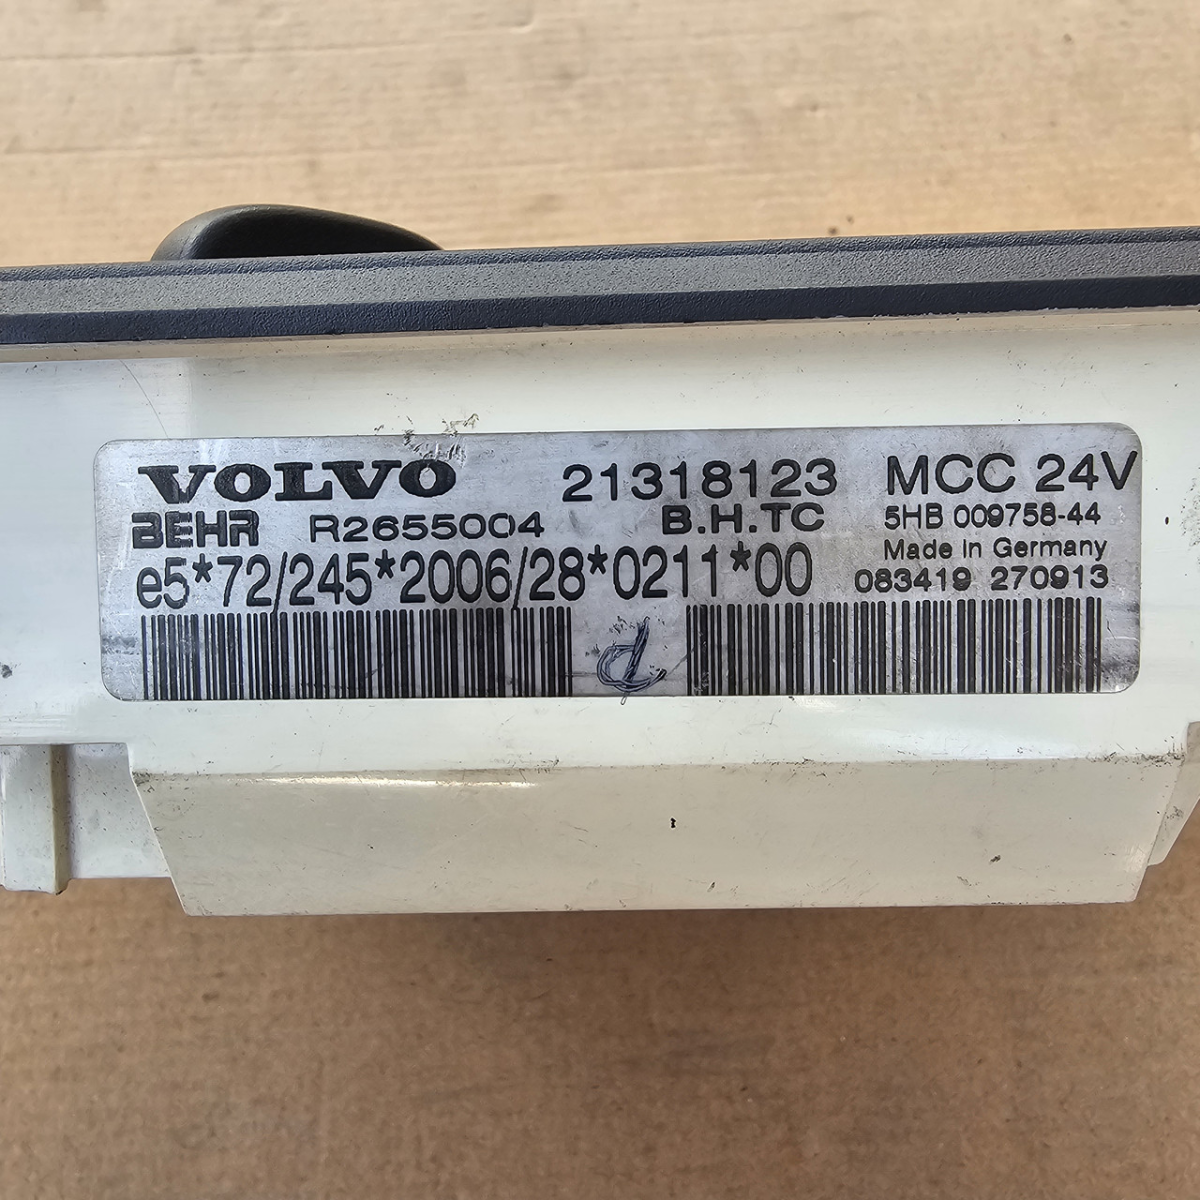 VOLVO 21318123 MCC 24V
BEHR R2655004 B.H.TC 5HB 009758-44
e5*72/245*2006/28*0211*00 Made in Germany
083419 270913